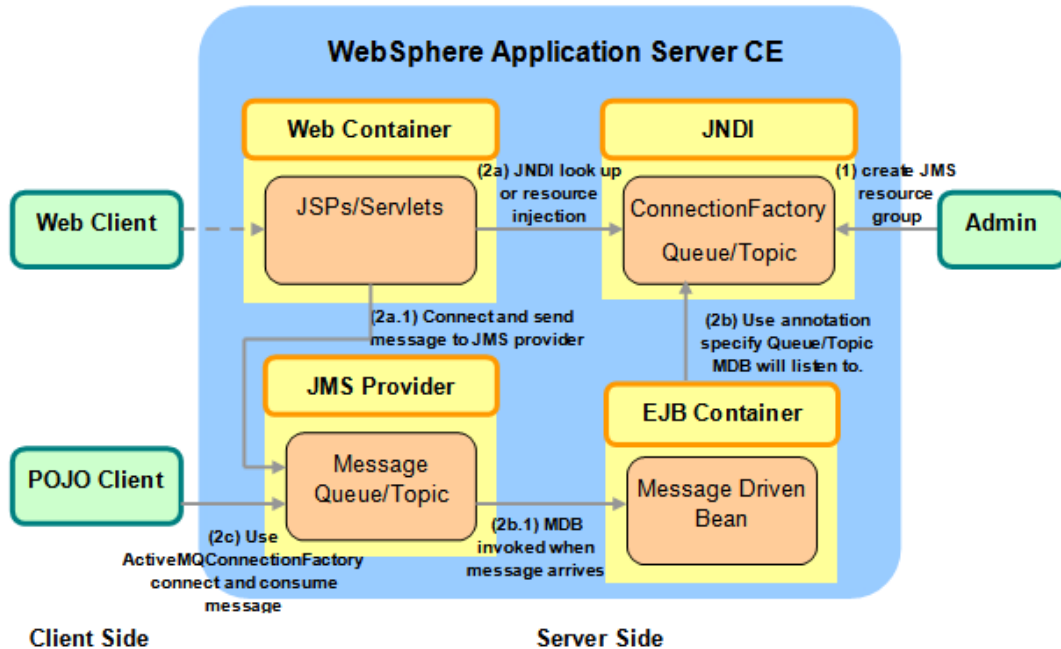 WebSphere Application Server CE
Web Container
JNDI
(2a) JNDI look up
or resource
injection
(1) create JMS
resource
group
JSPs/Servlets
ConnectionFactory
Queue/Topic
Web Client
Admin
(2a.1) Connect and send
message to JMS provider
(2b) Use annotation
specify Queue/Topic
MDB will listen to.
JMS Provider
EJB Container
POJO Client
Message
Queue/Topic
Message Driven
Bean
(2c) Use
ActiveMQConnectionFactory
connect and consume
message
(2b.1) MDB
invoked when
message arrives
Client Side
Server Side